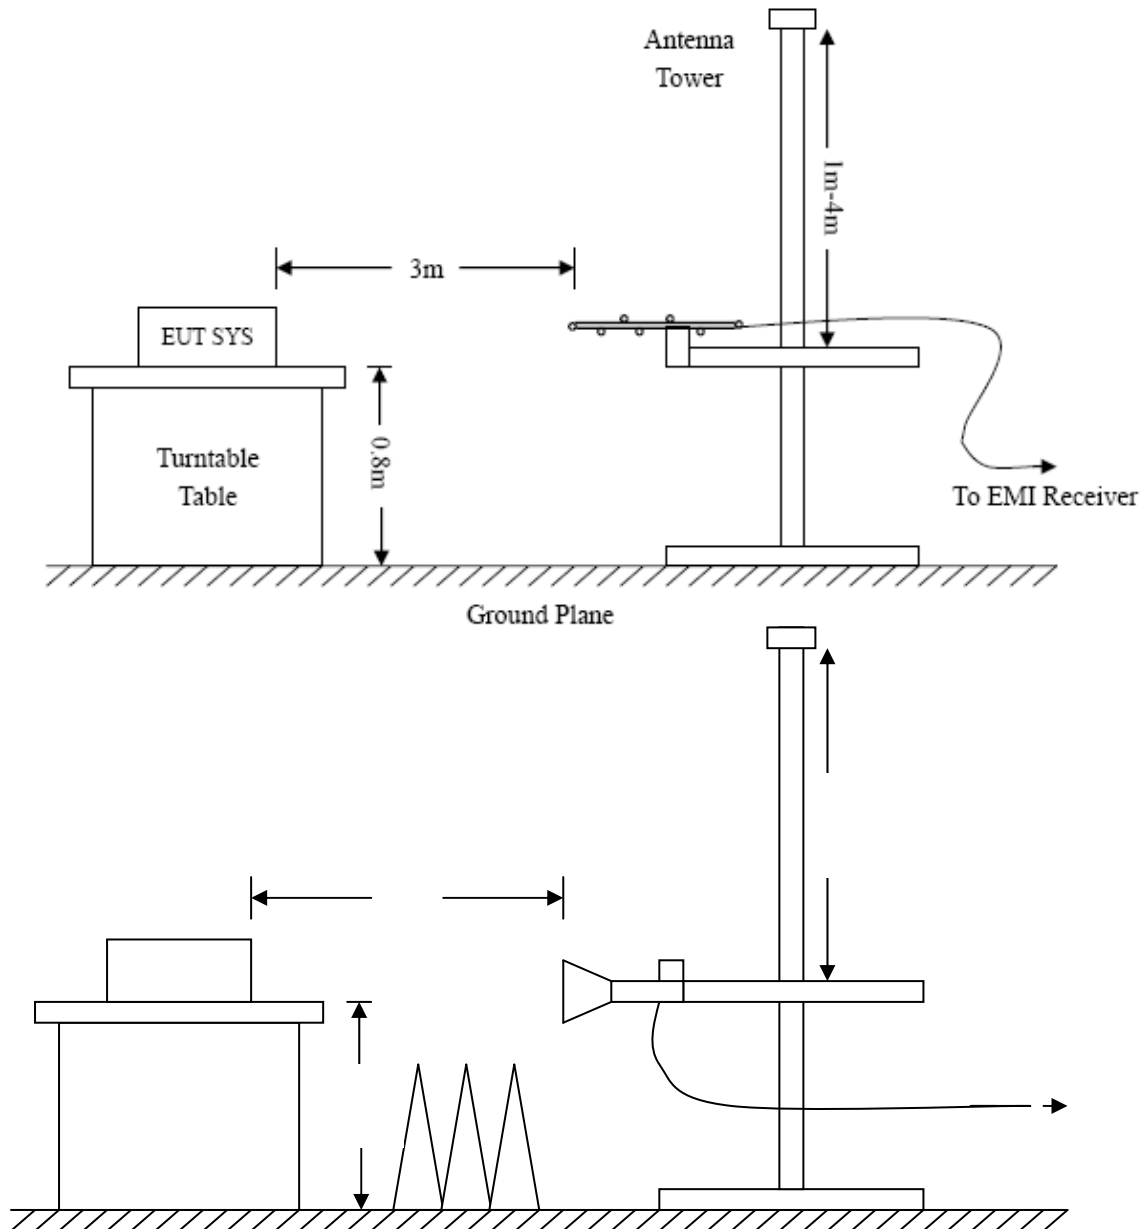 Antenna
Tower
1m-4m
3m
EUT SYS
0.8m
Turntable
Table
To EMI Receiver
Ground Plane